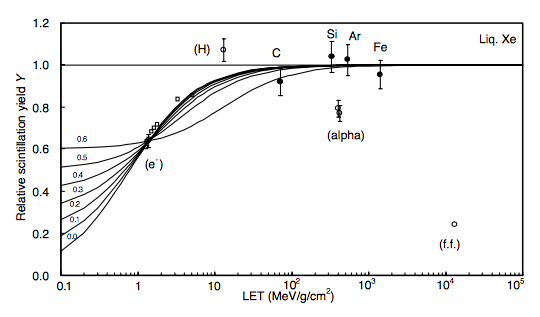 1.2
(H)
Si
Ar
Liq. Xe
C
Fe
1.0
0.8
(alpha)
0.6
0.6
(e⁻)
0.5
0.4
0.4
0.3
0.2
0.1
0.2
0.0
(f.f.)
0.0
0.1
1
10
10²
10³
10⁴
10⁵
LET (MeV/g/cm²)
Relative scintillation yield Y